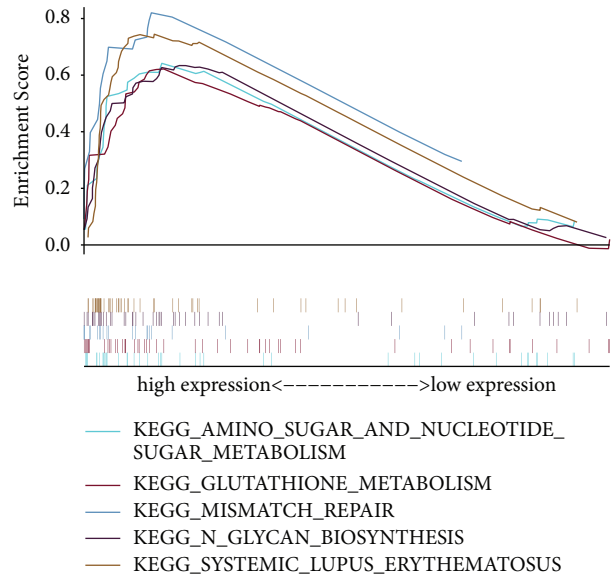 0.8
0.6
0.4
0.2
0.0
Enrichment Score
high expression<−−−−−−−−−−−>low expression
KEGG_AMINO_SUGAR_AND_NUCLEOTIDE_
SUGAR_METABOLISM
KEGG_GLUTATHIONE_METABOLISM
KEGG_MISMATCH_REPAIR
KEGG_N_GLYCAN_BIOSYNTHESIS
KEGG_SYSTEMIC_LUPUS_ERYTHEMATOSUS